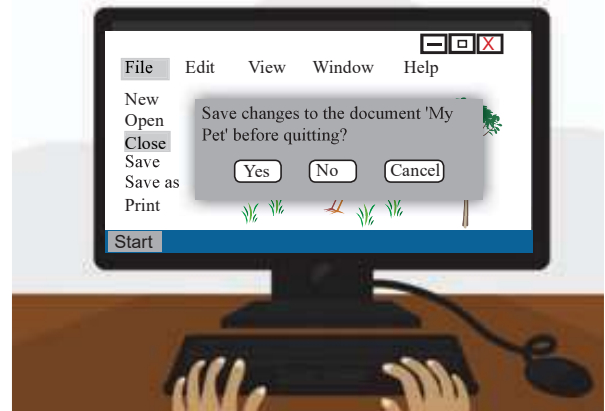 X
File Edit View Window Help
New
Open
Close
Save
Save as
Print
Save changes to the document 'My
Pet' before quitting?
Yes No Cancel
Start